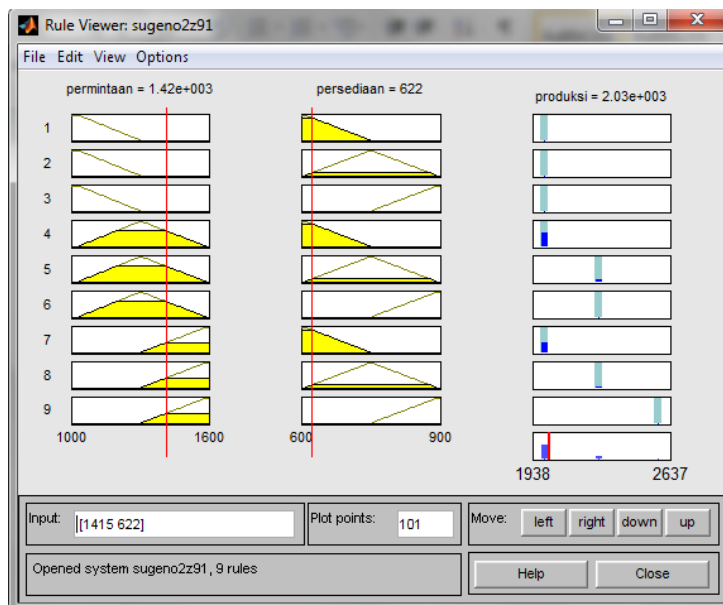 Rule Viewer: sugeno2z91
File Edit View Options
permintaan = 1.42e+003
persediaan = 622
produksi = 2.03e+003
1
2
3
4
5
6
7
8
9
1000 1600
600 900
1938 2637
Input: [1415 622]
Plot points: 101
Move: left right down up
Opened system sugeno2z91, 9 rules
Help Close